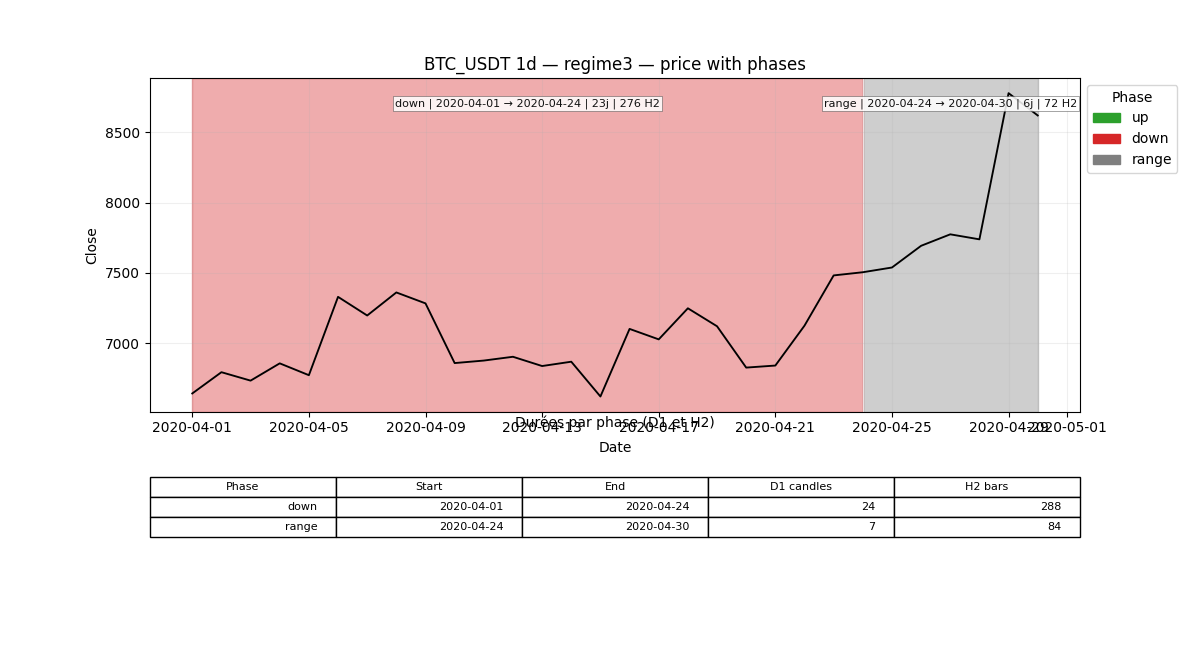 BTC_USDT 1d — regime3 — price with phases
down | 2020-04-01 → 2020-04-24 | 23j | 276 H2
range | 2020-04-24 → 2020-04-30 | 6j | 72 H2
Phase
up
down
range
Close
8500
8000
7500
7000
2020-04-01 2020-04-05 2020-04-09 2020-04-13 2020-04-17 2020-04-21 2020-04-25 2020-04-29 2020-05-01
Durées par phase (D1 et H2)
Date
Phase Start End D1 candles H2 bars
down 2020-04-01 2020-04-24 24 288
range 2020-04-24 2020-04-30 7 84